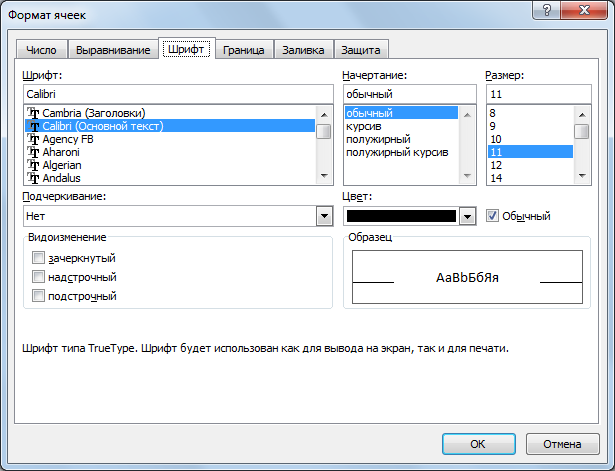 Формат ячеек
Число Выравнивание Шрифт Граница Заливка Защита
Шрифт: Начертание: Размер:
Calibri обычный 11
Cambria (Заголовки) обычный 8
Calibri (Основной текст) курсив 9
Agency FB полужирный 10
Aharoni полужирный курсив 11
Algerian 12
Andalus 14
Подчеркивание: Цвет:
Нет Обычный
Видоизменение Образец
зачеркнутый
надстрочный АаBbБбЯя
подстрочный
Шрифт типа TrueType. Шрифт будет использован как для вывода на экран, так и для печати.
ОК Отмена